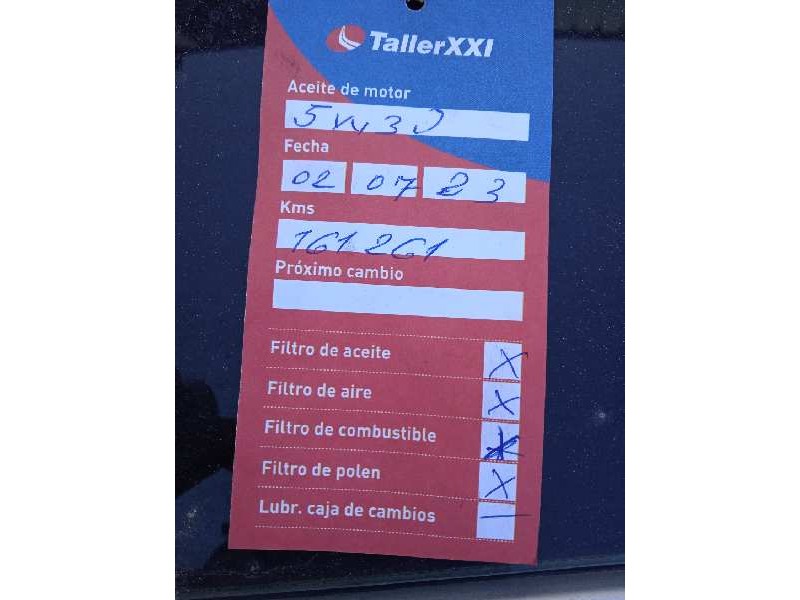 TallerXXI
Aceite de motor
5W30
Fecha
02 07 23
Kms
161261
Próximo cambio
Filtro de aceite X
Filtro de aire X
Filtro de combustible X
Filtro de polen X
Lubr. caja de cambios /